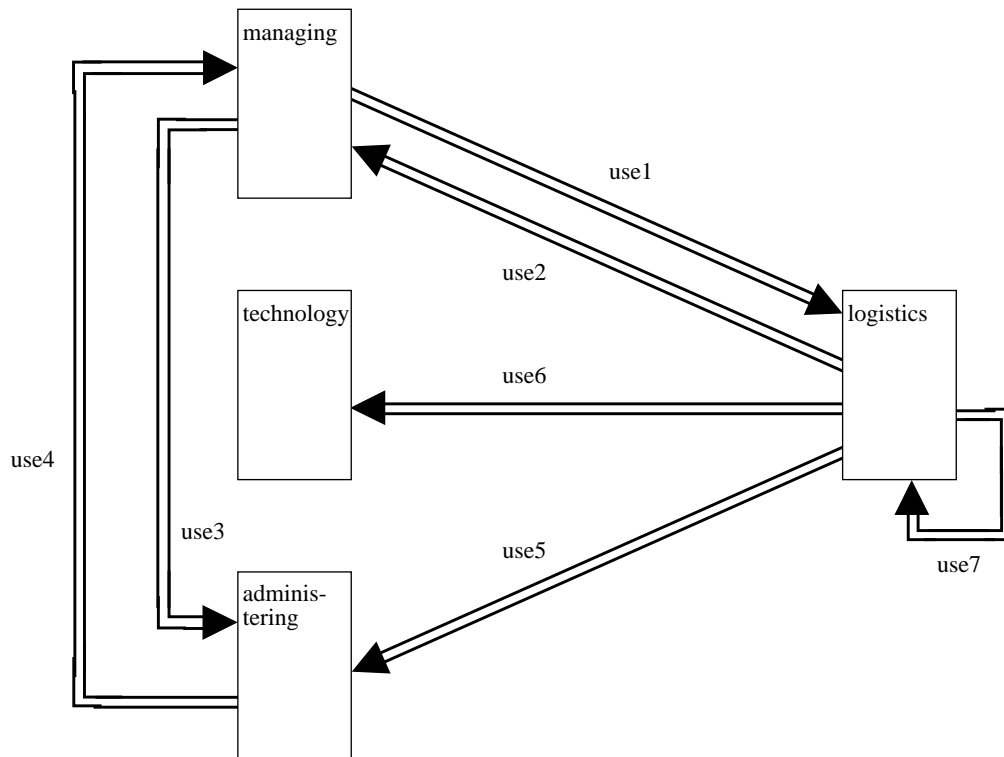 managing
use1
use2
technology
logistics
use6
use4
use3
use5
use7
adminis-
tering